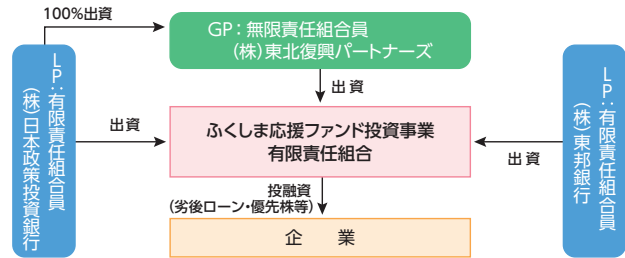 100%出資
GP：無限責任組合員
(株)東北復興パートナーズ
LP：有限責任組合員
(株)日本政策投資銀行
出資
出資
ふくしま応援ファンド投資事業
有限責任組合
出資
LP：有限責任組合員
(株)東邦銀行
投融資
(劣後ローン・優先株等)
企　業